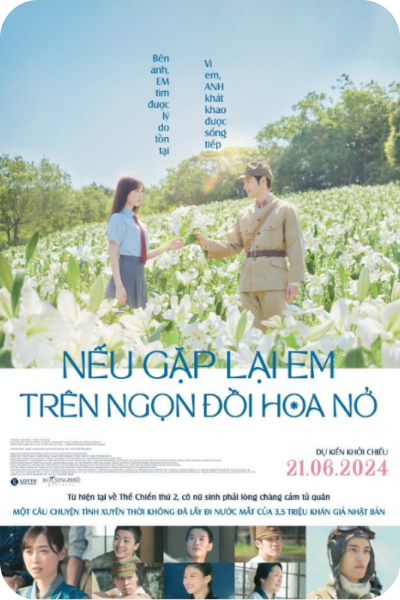 Bên
anh, EM
tìm
được
lý
do
tồn
tại
Vì
em,
ANH
khát
khao
được
sống
tiếp
NẾU GẶP LẠI EM
TRÊN NGỌN ĐỒI HOA NỞ
DỰ KIẾN KHỞI CHIẾU
21.06.2024
LOTTE
Từ hiện tại về Thế Chiến thứ 2, cô nữ sinh phải lòng chàng cảm tử quân
MỘT CÂU CHUYỆN TÌNH XUYÊN THỜI KHÔNG ĐÃ LẤY ĐI NƯỚC MẮT CỦA 3,5 TRIỆU KHÁN GIẢ NHẬT BẢN